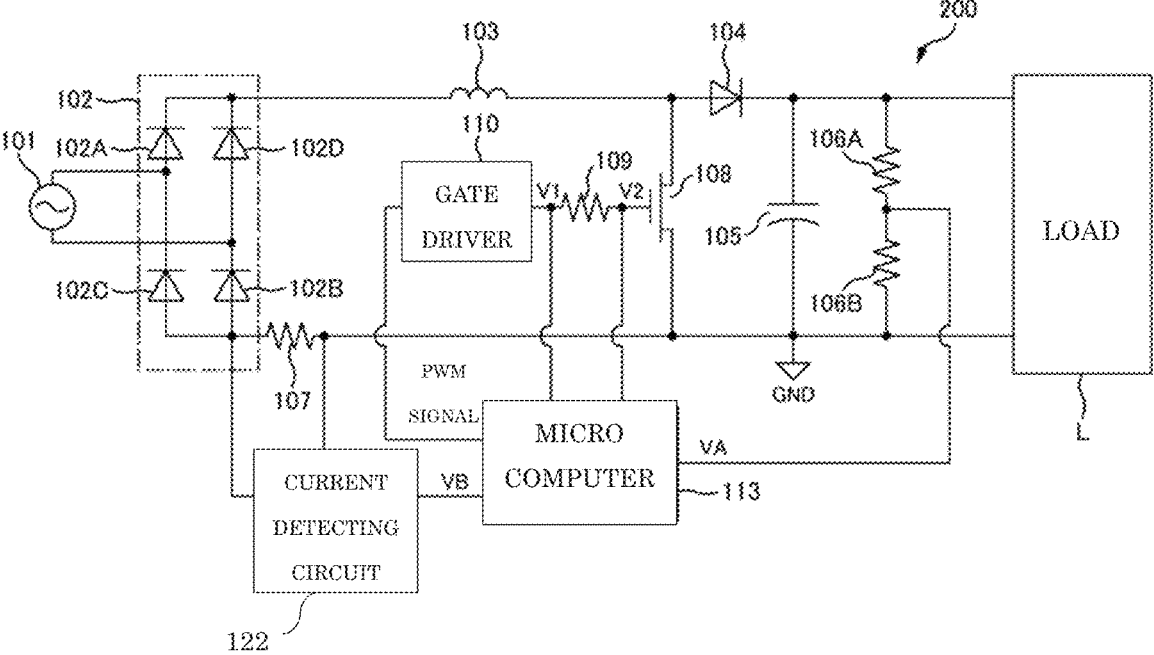 200
103
104
102
110
101
102A
102D
109
106A
GATE
DRIVER
V1
V2
108
105
LOAD
102C
102B
106B
107
PWM
SIGNAL
GND
MICRO
COMPUTER
VA
L
CURRENT
DETECTING
CIRCUIT
VB
113
122